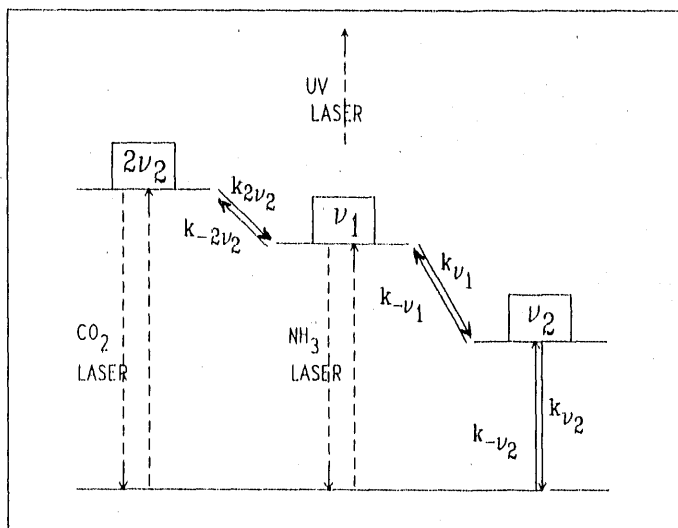 UV
LASER
2ν₂
k₂ν₂
k₋₂ν₂
ν₁
kν₁
k₋ν₁
ν₂
CO₂
LASER
NH₃
LASER
k₋ν₂
kν₂